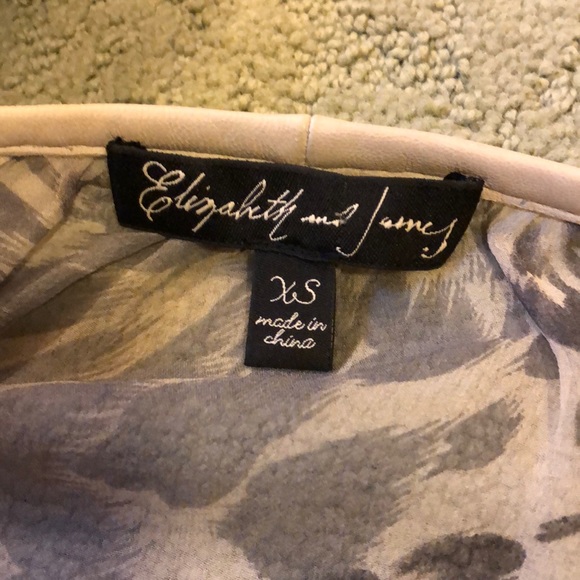 Elizabeth and James
XS
made in
china